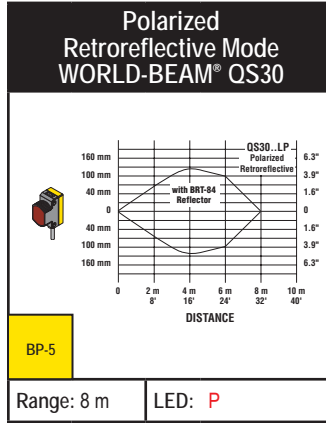 Polarized
Retroreflective Mode
WORLD-BEAM® QS30
QS30..LP
Polarized
Retroreflective
with BRT-84
Reflector
160 mm 6.3"
100 mm 3.9"
40 mm 1.6"
0 0
40 mm 1.6"
100 mm 3.9"
160 mm 6.3"
0 2 m 4 m 6 m 8 m 10 m
8' 16' 24' 32' 40'
DISTANCE
BP-5
Range: 8 m LED: P